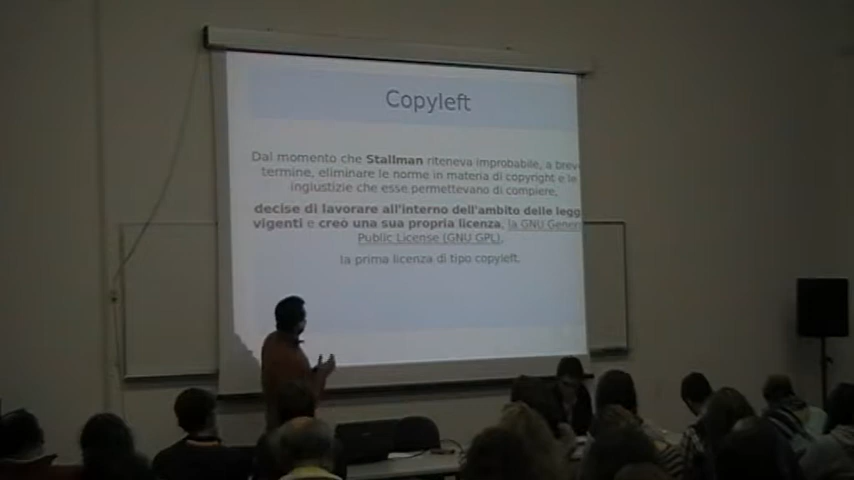 Copyleft
Dal momento che Stallman riteneva improbabile, a breve
termine, eliminare le norme in materia di copyright e le
ingiustizie che esse permettevano di compiere,
decise di lavorare all'interno dell'ambito delle legg
vigenti e creò una sua propria licenza, la GNU Gener
Public License (GNU GPL),
la prima licenza di tipo copyleft.